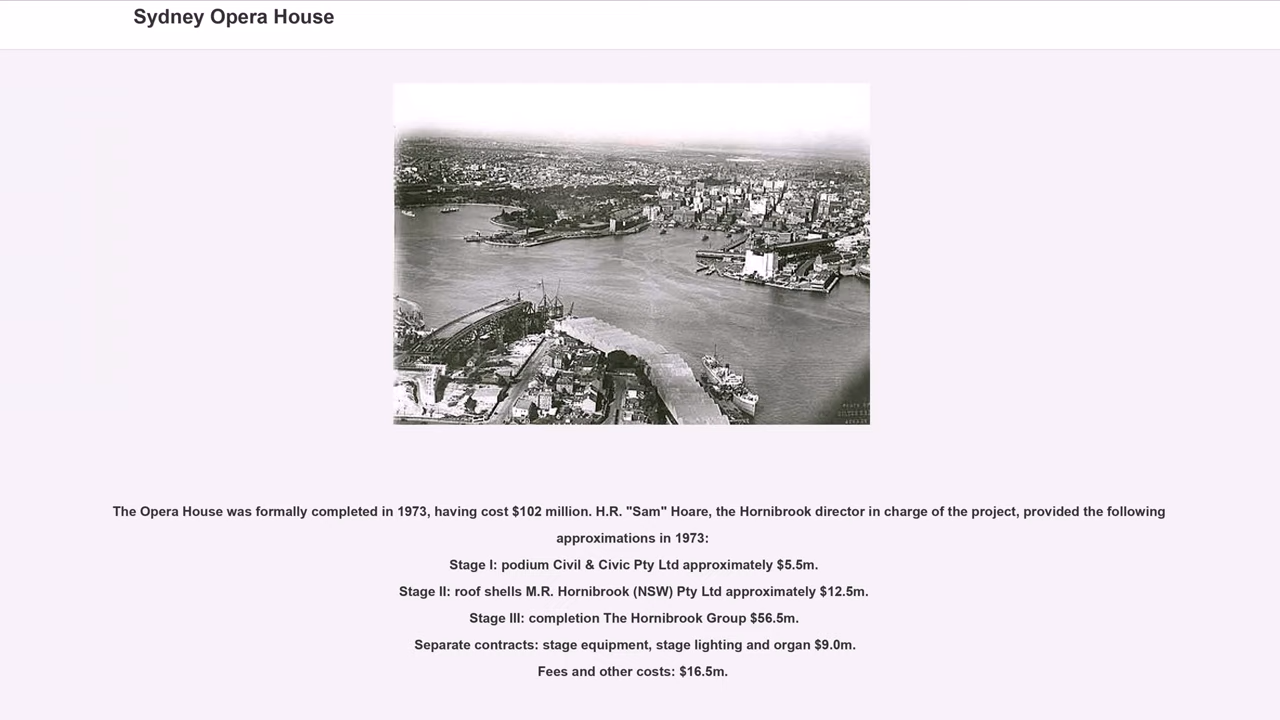 Sydney Opera House
The Opera House was formally completed in 1973, having cost $102 million. H.R. "Sam" Hoare, the Hornibrook director in charge of the project, provided the following
approximations in 1973:
Stage I: podium Civil & Civic Pty Ltd approximately $5.5m.
Stage II: roof shells M.R. Hornibrook (NSW) Pty Ltd approximately $12.5m.
Stage III: completion The Hornibrook Group $56.5m.
Separate contracts: stage equipment, stage lighting and organ $9.0m.
Fees and other costs: $16.5m.